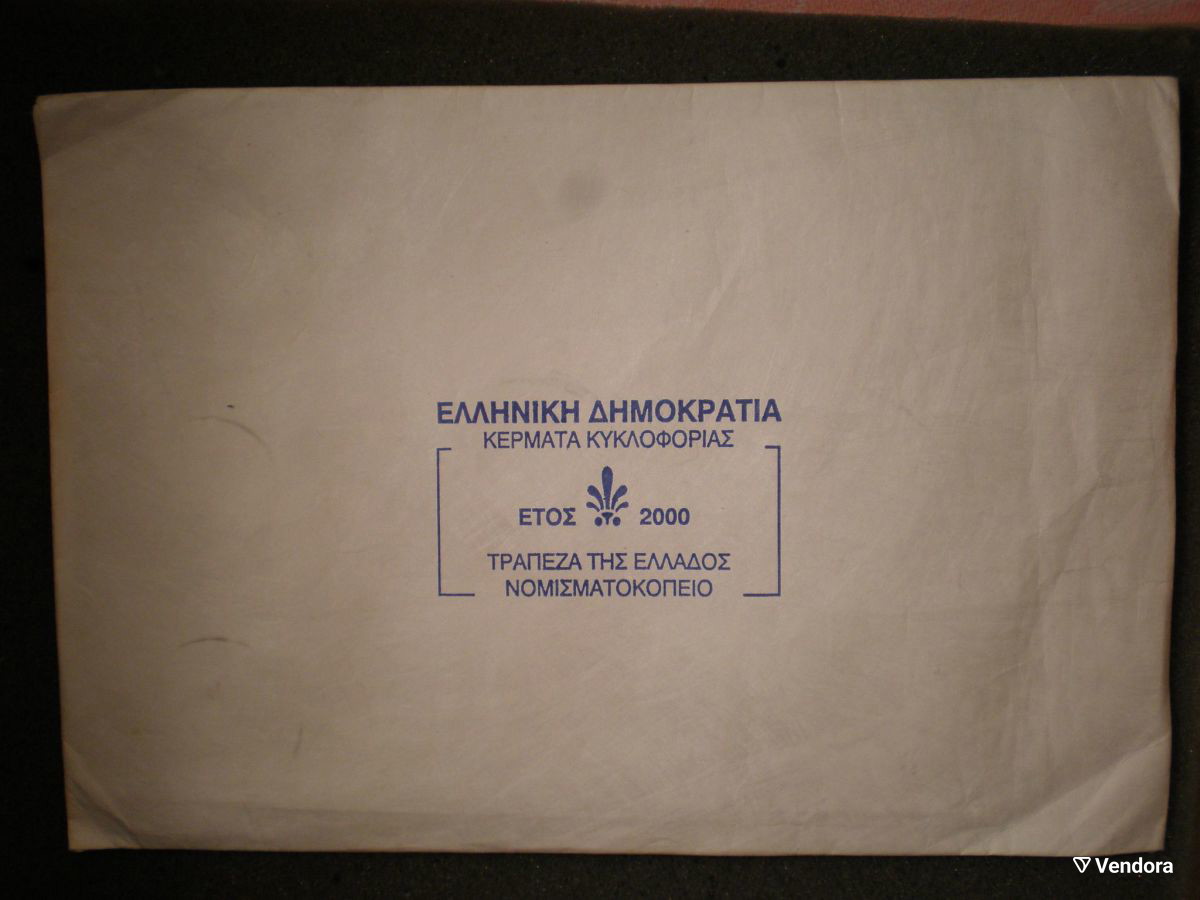 ΕΛΛΗΝΙΚΗ ΔΗΜΟΚΡΑΤΙΑ
ΚΕΡΜΑΤΑ ΚΥΚΛΟΦΟΡΙΑΣ
ΕΤΟΣ 2000
ΤΡΑΠΕΖΑ ΤΗΣ ΕΛΛΑΔΟΣ
ΝΟΜΙΣΜΑΤΟΚΟΠΕΙΟ
Vendora